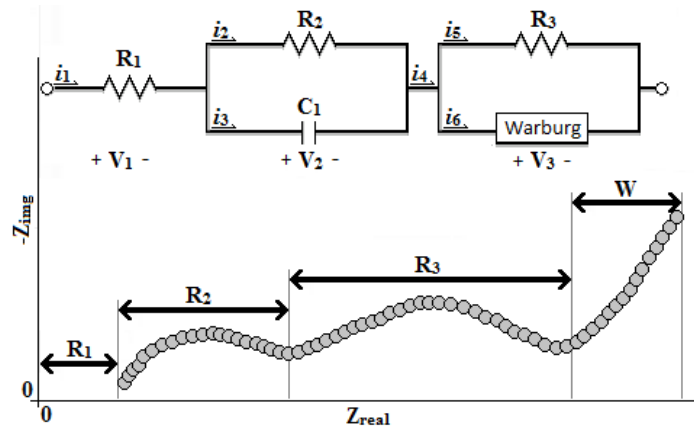 i1 R1 i2 R2 i4 i5 R3
i3 C1 i6 Warburg
+ V1 - + V2 - + V3 -
-Zimg
W
R3
R2
R1
0
0 Zreal